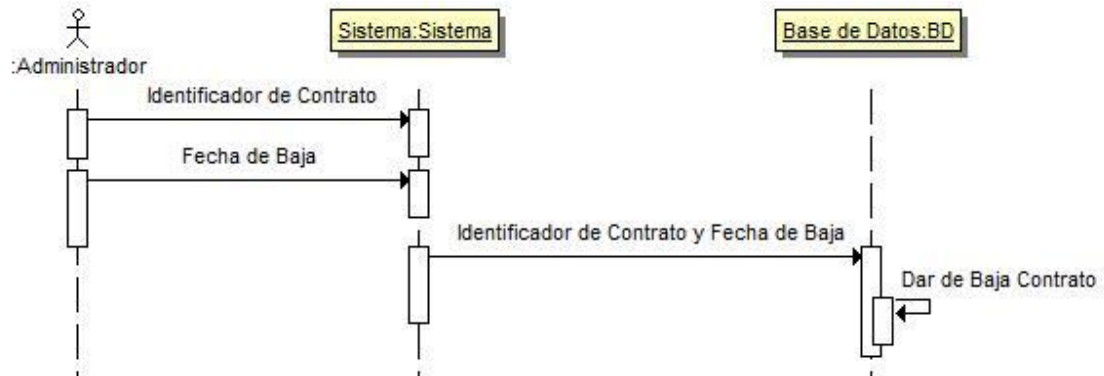 Sistema:Sistema
Base de Datos:BD
:Administrador
Identificador de Contrato
Fecha de Baja
Identificador de Contrato y Fecha de Baja
Dar de Baja Contrato